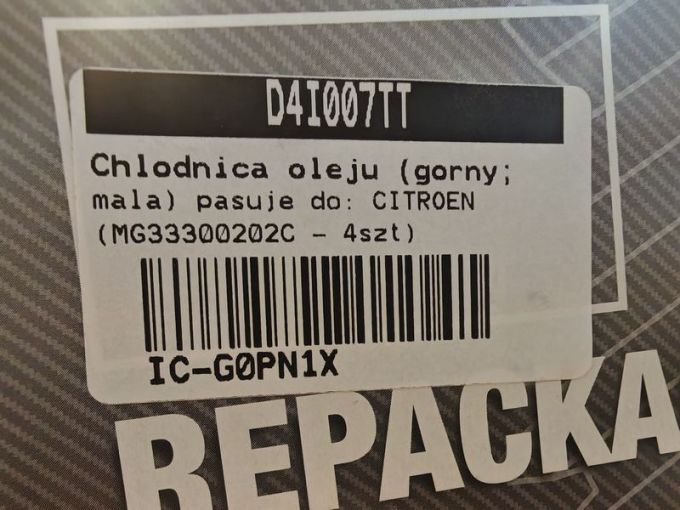 D4I007TT
Chlodnica oleju (gorny;
mala) pasuje do: CITROEN
(MG33300202C - 4szt)
IC-G0PN1X
REPACKA